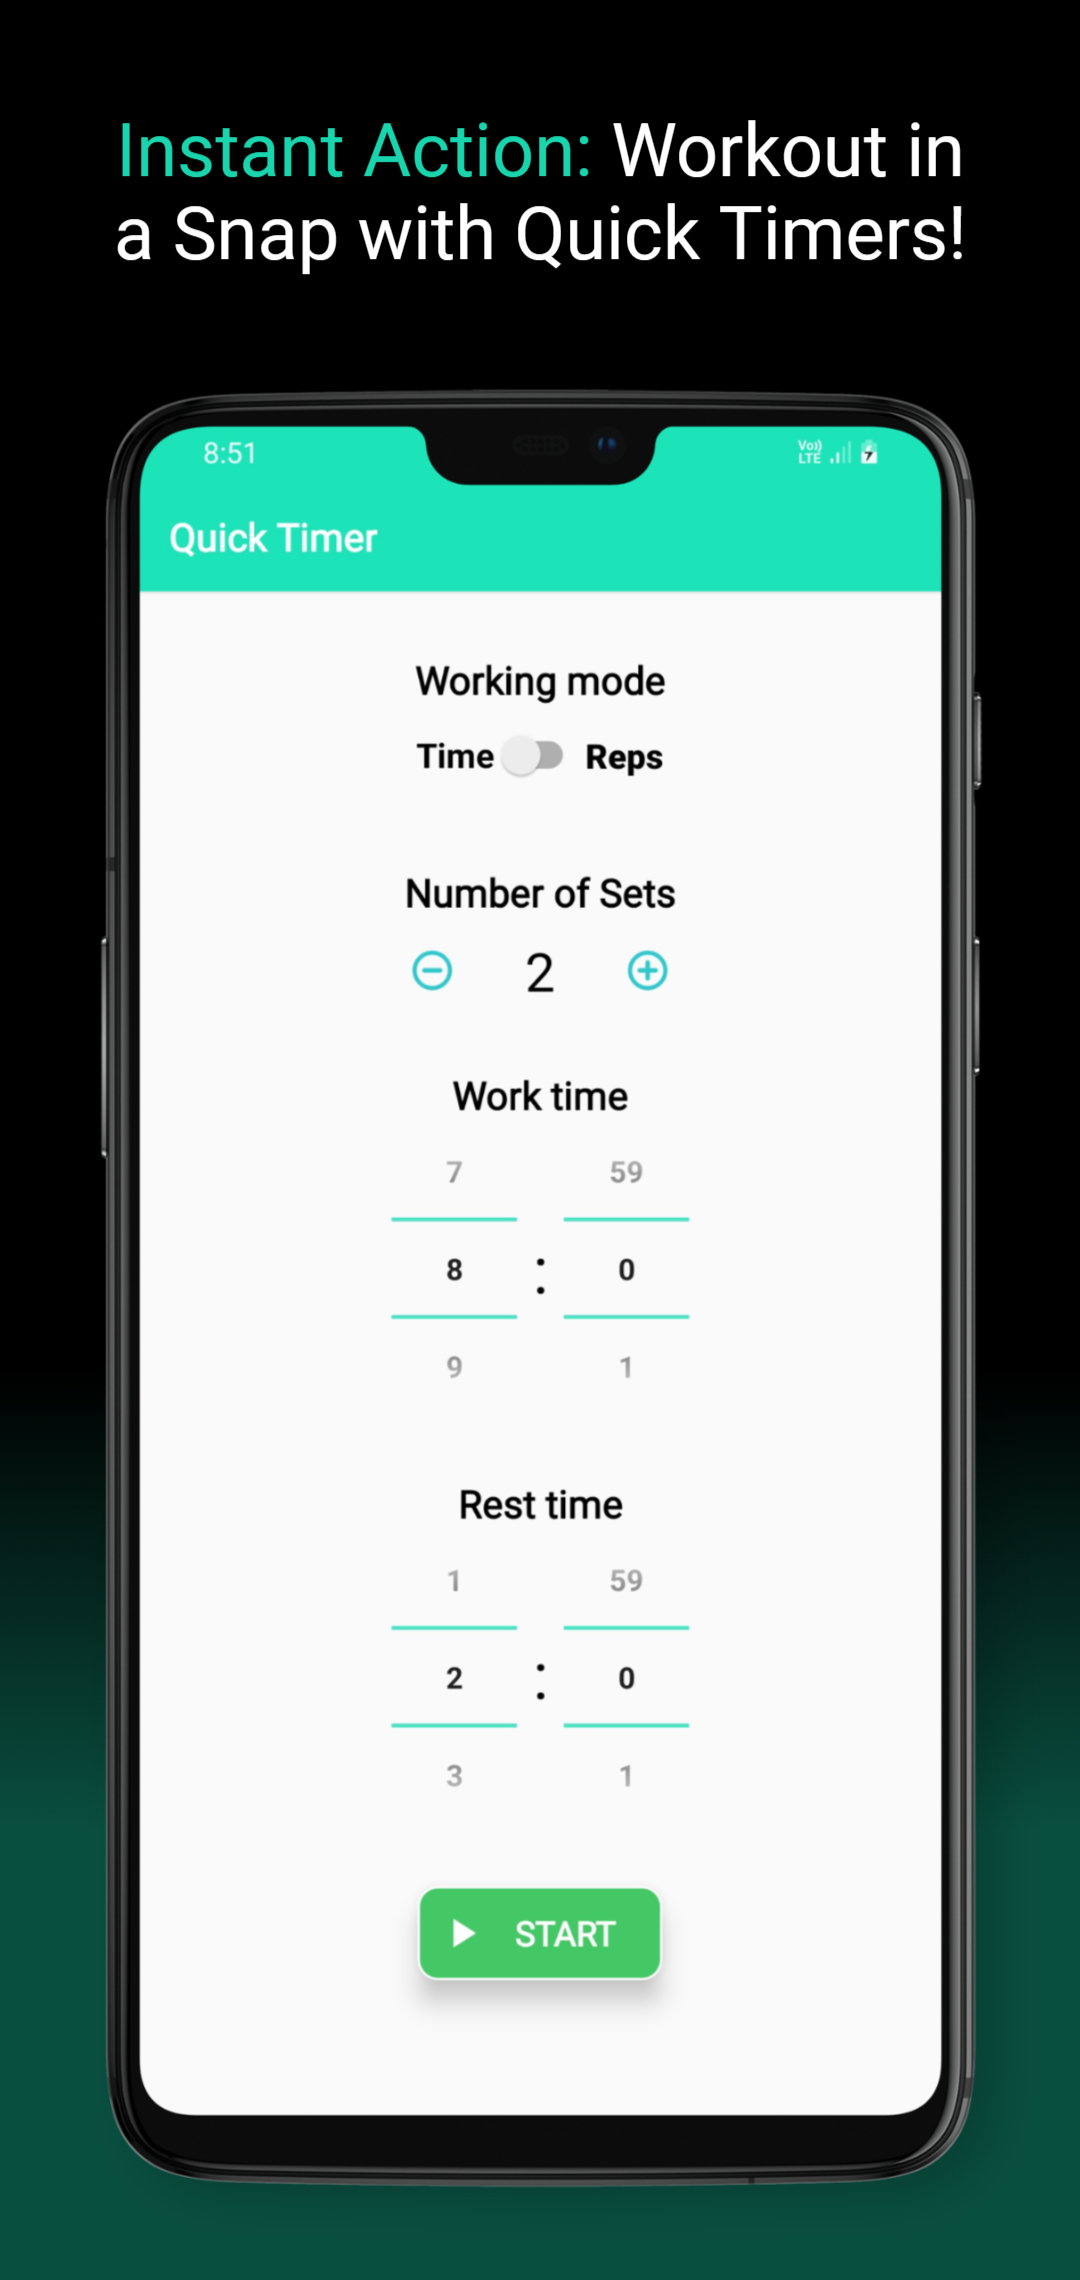 Instant Action: Workout in
a Snap with Quick Timers!
8:51
Vo))
LTE
Quick Timer
Working mode
Time Reps
Number of Sets
2
Work time
7 59
8 : 0
9 1
Rest time
1 59
2 : 0
3 1
START